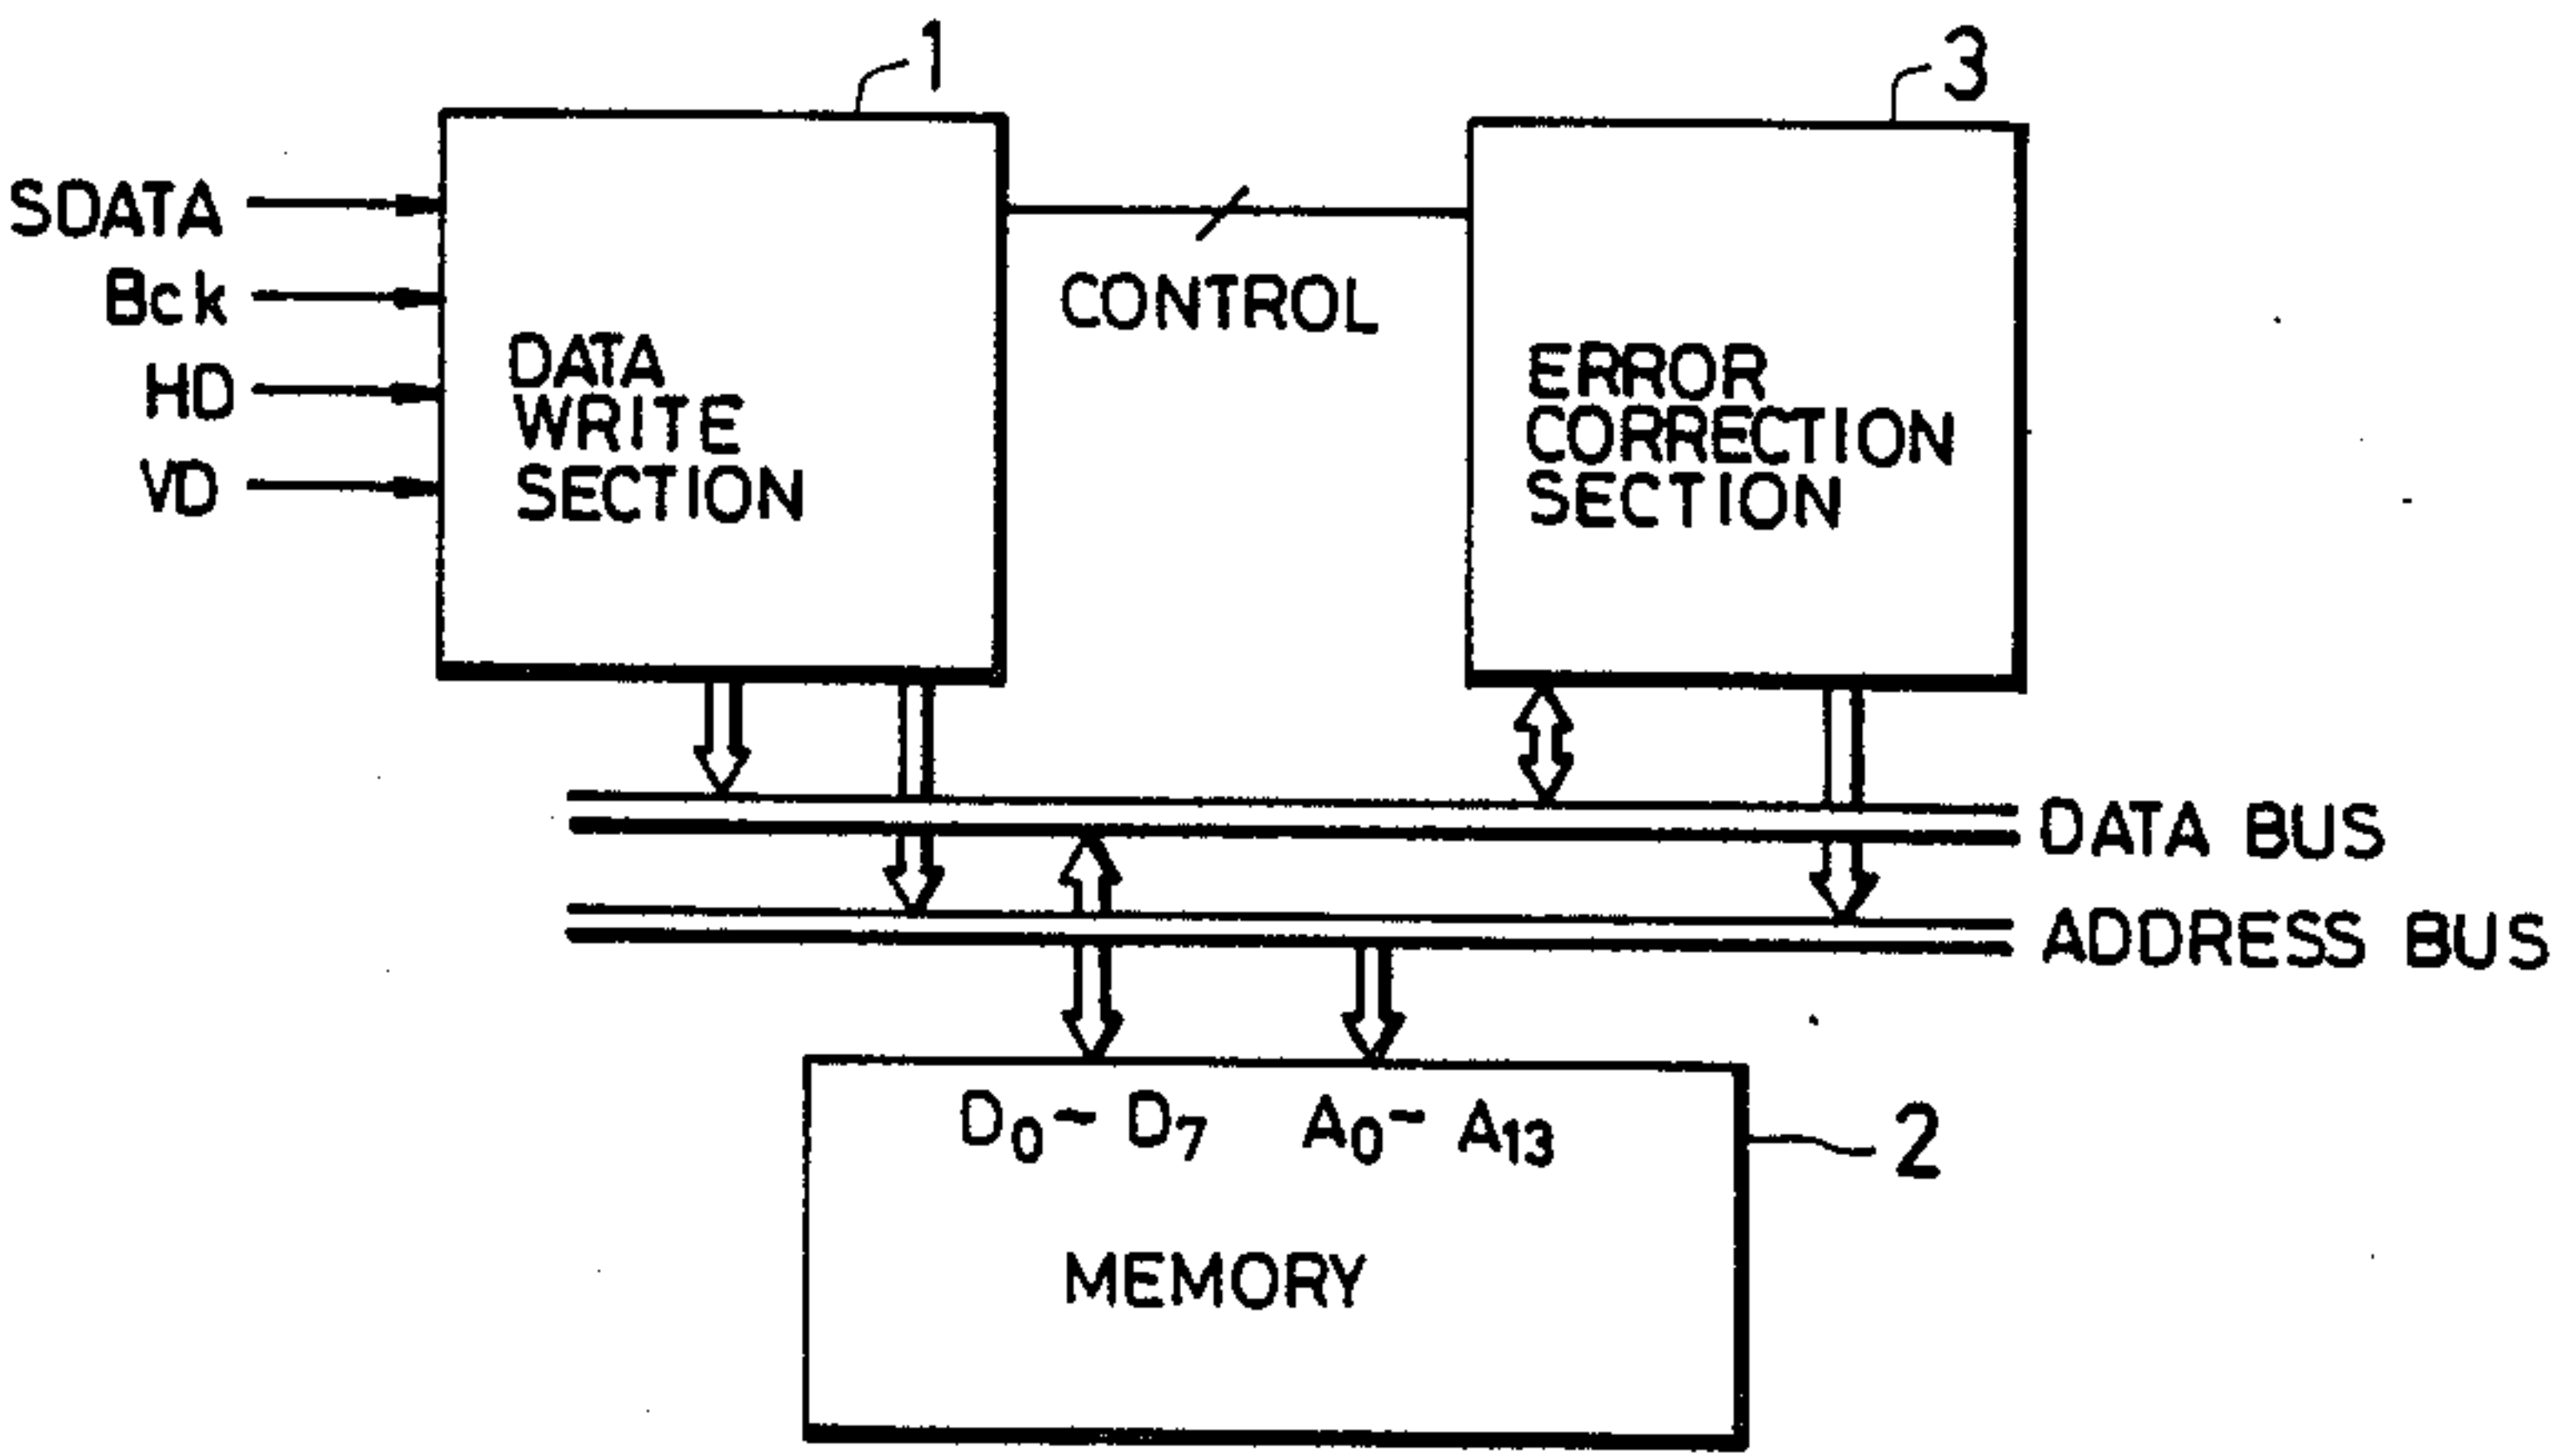 1
3
SDATA
Bck
HD
VD
DATA
WRITE
SECTION
CONTROL
ERROR
CORRECTION
SECTION
DATA BUS
ADDRESS BUS
D₀~D₇ A₀~A₁₃
2
MEMORY